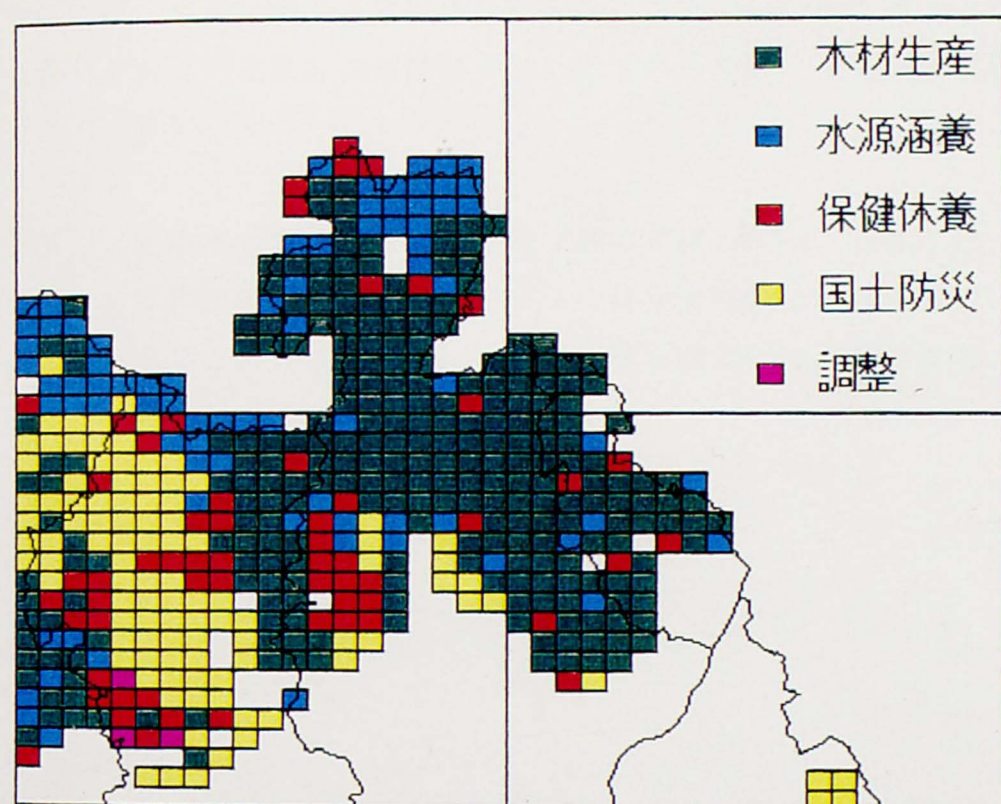 木材生産
水源涵養
保健休養
国土防災
調整